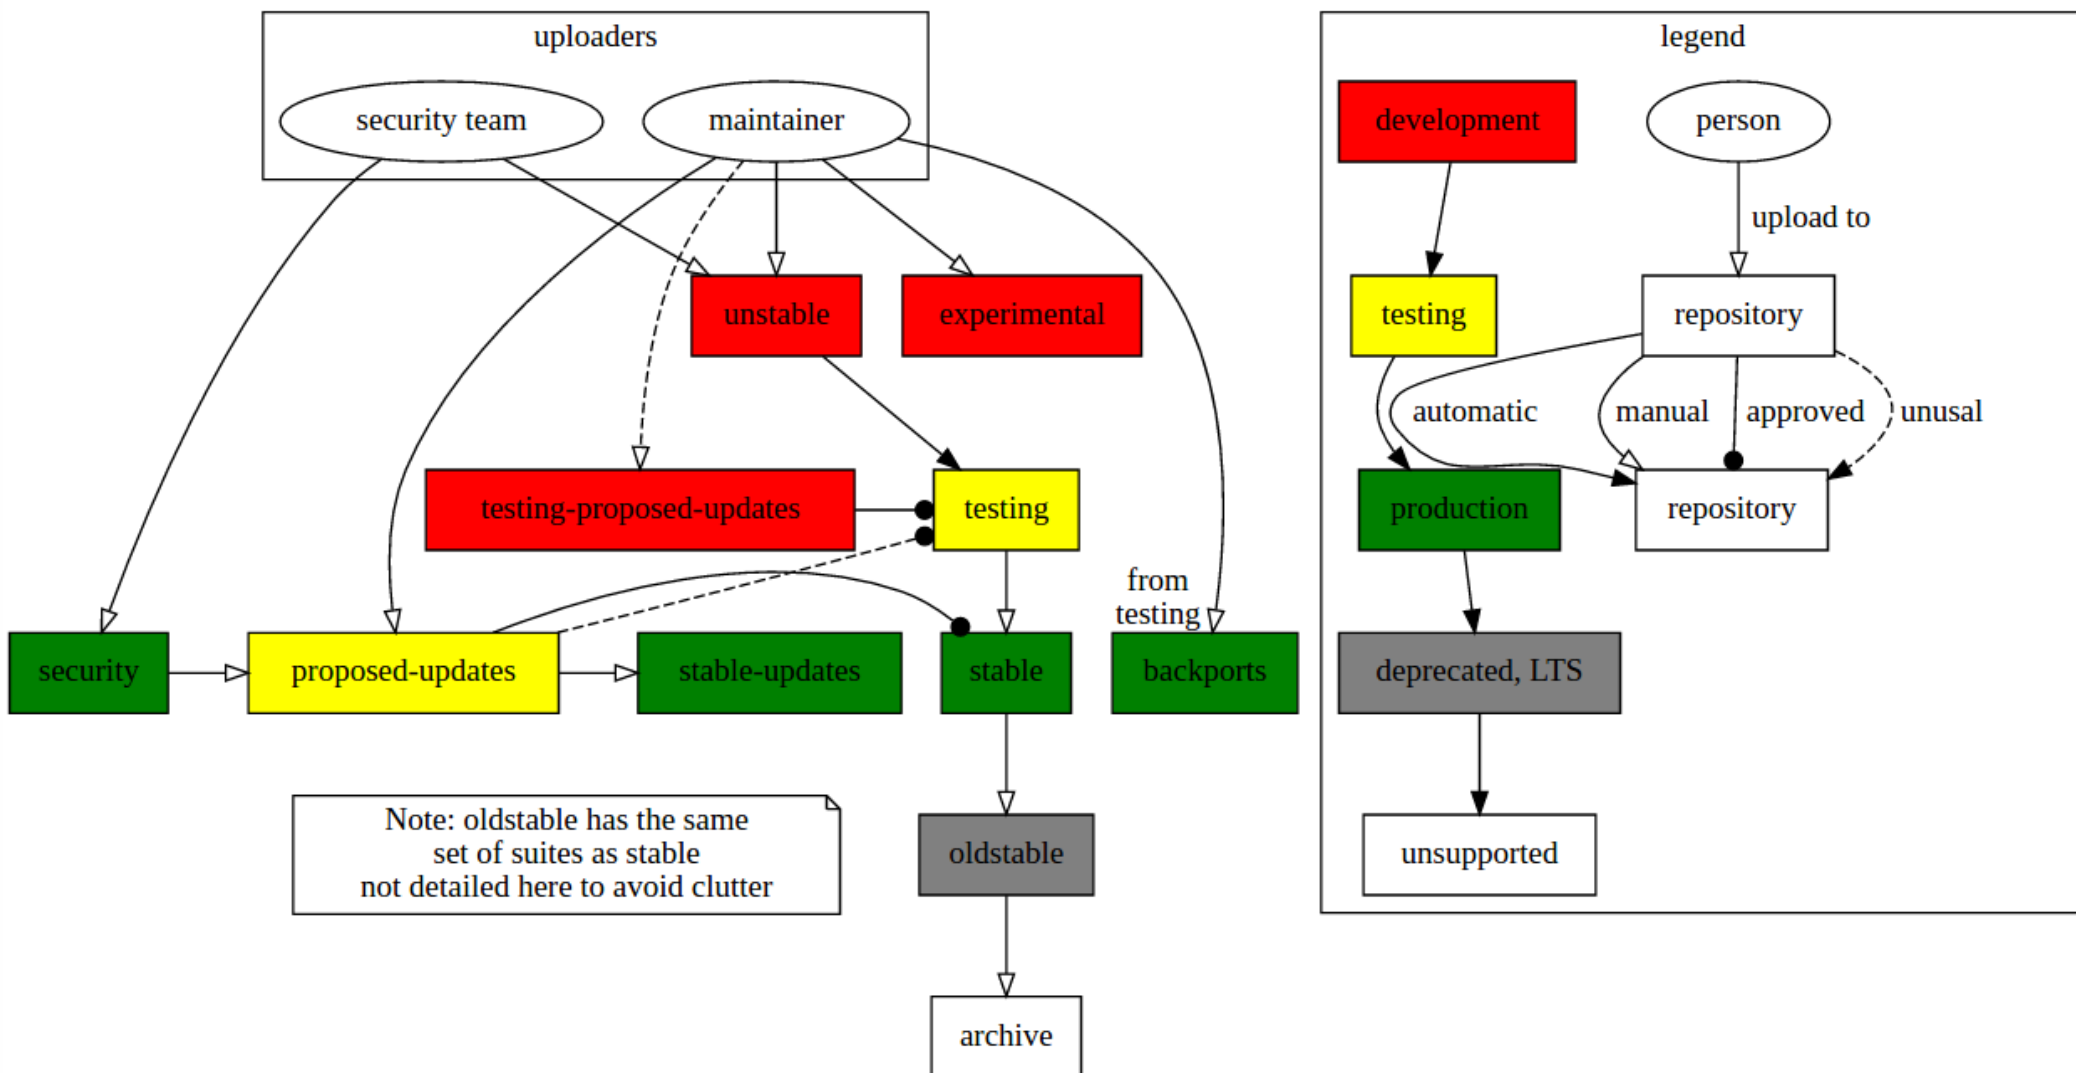 uploaders
security team
maintainer
unstable
experimental
testing-proposed-updates
testing
from
testing
security
proposed-updates
stable-updates
stable
backports
Note: oldstable has the same
set of suites as stable
not detailed here to avoid clutter
oldstable
archive
legend
development
person
upload to
testing
repository
automatic
manual
approved
unusal
production
repository
deprecated, LTS
unsupported